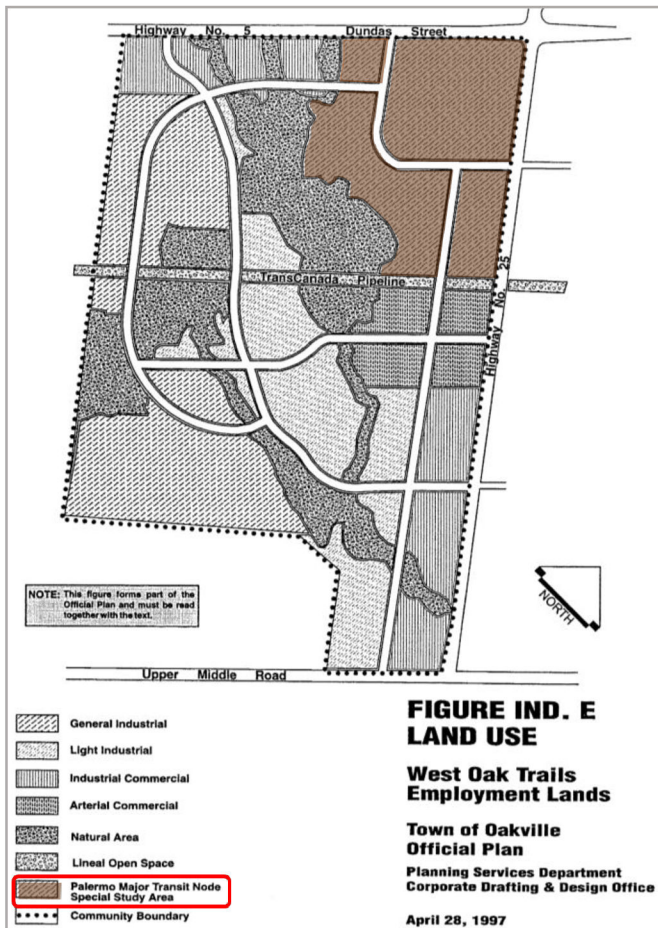 Highway No. 5 Dundas Street
TransCanada Pipeline
Highway No. 25
NORTH
NOTE: This figure forms part of the
Official Plan and must be read
together with the text.
Upper Middle Road
General Industrial
Light Industrial
Industrial Commercial
Arterial Commercial
Natural Area
Lineal Open Space
Palermo Major Transit Node
Special Study Area
Community Boundary
FIGURE IND. E
LAND USE
West Oak Trails
Employment Lands
Town of Oakville
Official Plan
Planning Services Department
Corporate Drafting & Design Office
April 28, 1997